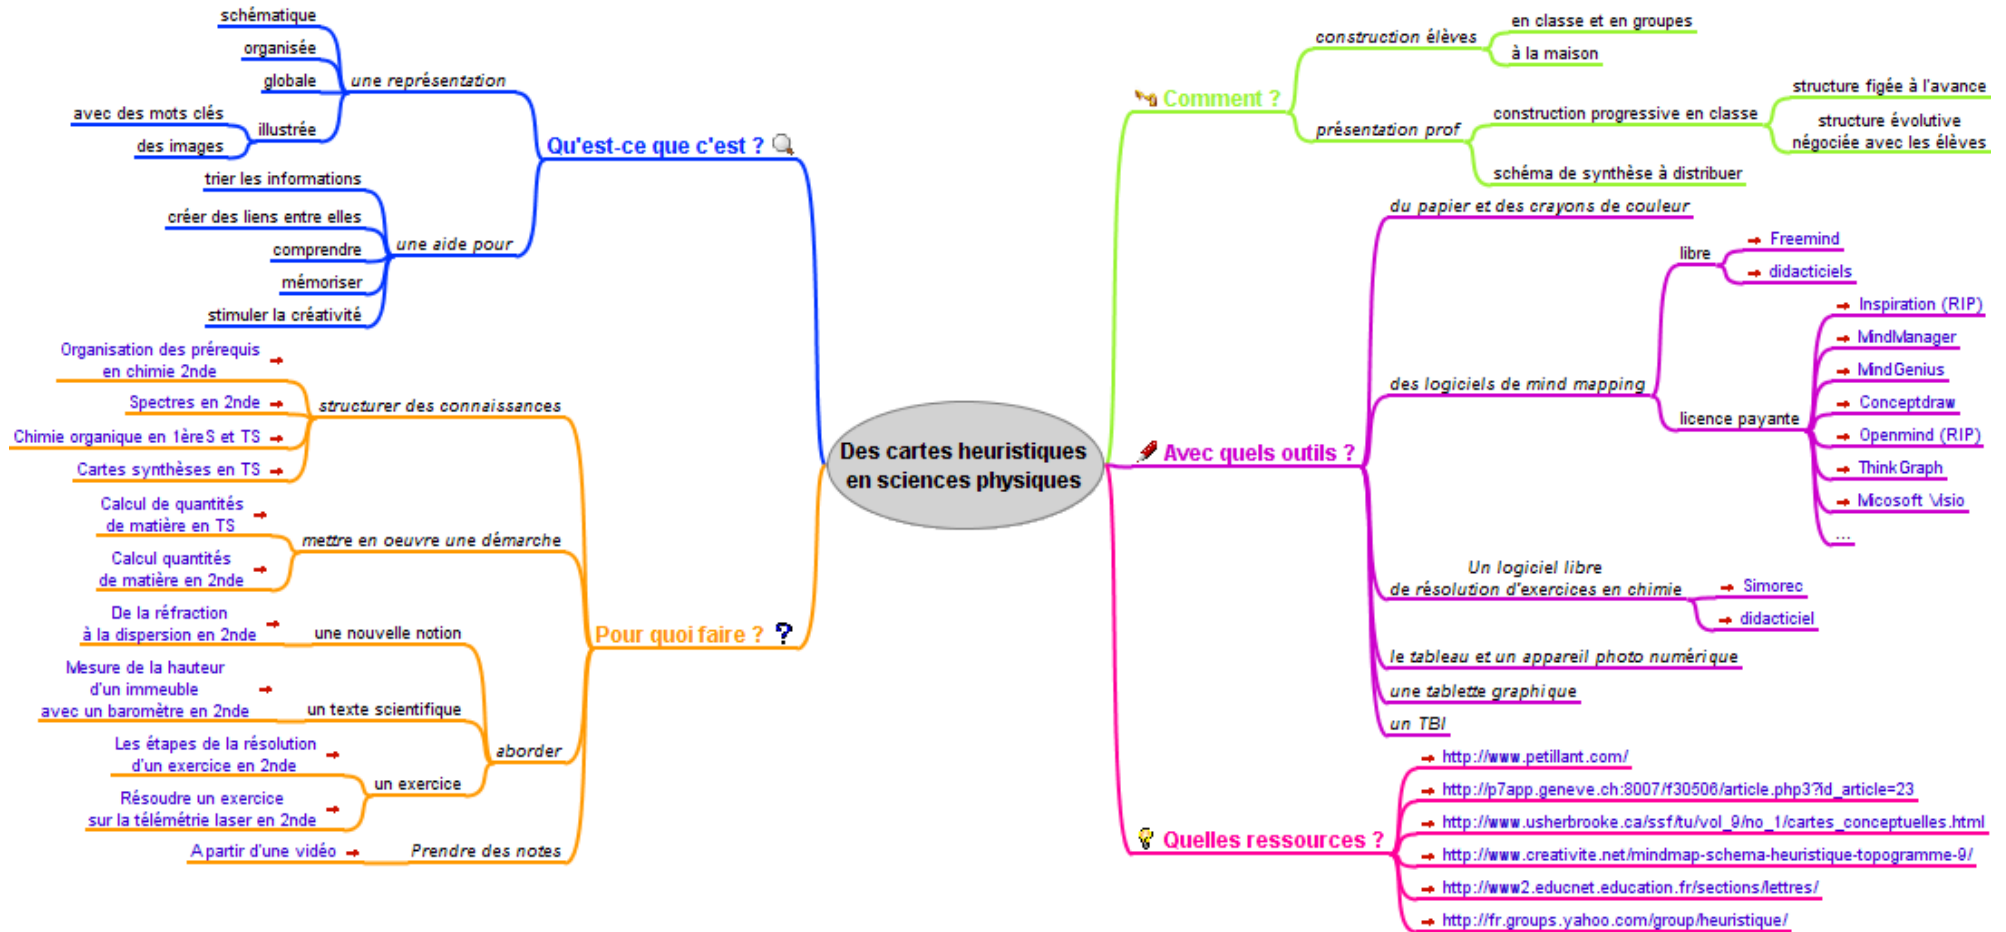 Des cartes heuristiques
en sciences physiques
Qu'est-ce que c'est ?
une représentation
schématique
organisée
globale
illustrée
avec des mots clés
des images
une aide pour
trier les informations
créer des liens entre elles
comprendre
mémoriser
stimuler la créativité
Pour quoi faire ?
structurer des connaissances
Organisation des prérequis
en chimie 2nde
Spectres en 2nde
Chimie organique en 1èreS et TS
Cartes synthèses en TS
mettre en oeuvre une démarche
Calcul de quantités
de matière en TS
Calcul quantités
de matière en 2nde
aborder
une nouvelle notion
De la réfraction
à la dispersion en 2nde
un texte scientifique
Mesure de la hauteur
d'un immeuble
avec un baromètre en 2nde
un exercice
Les étapes de la résolution
d'un exercice en 2nde
Résoudre un exercice
sur la télémétrie laser en 2nde
Prendre des notes
A partir d'une vidéo
Comment ?
construction élèves
en classe et en groupes
à la maison
présentation prof
construction progressive en classe
structure figée à l'avance
structure évolutive
négociée avec les élèves
schéma de synthèse à distribuer
Avec quels outils ?
du papier et des crayons de couleur
des logiciels de mind mapping
libre
Freemind
didacticiels
licence payante
Inspiration (RIP)
MindManager
MindGenius
Conceptdraw
Openmind (RIP)
ThinkGraph
Micosoft Visio
...
Un logiciel libre
de résolution d'exercices en chimie
Simorec
didacticiel
le tableau et un appareil photo numérique
une tablette graphique
un TBI
Quelles ressources ?
http://www.petillant.com/
http://p7app.geneve.ch:8007/f30506/article.php3?id_article=23
http://www.usherbrooke.ca/ssf/tu/vol_9/no_1/cartes_conceptuelles.html
http://www.creativite.net/mindmap-schema-heuristique-topogramme-9/
http://www2.educnet.education.fr/sections/lettres/
http://fr.groups.yahoo.com/group/heuristique/